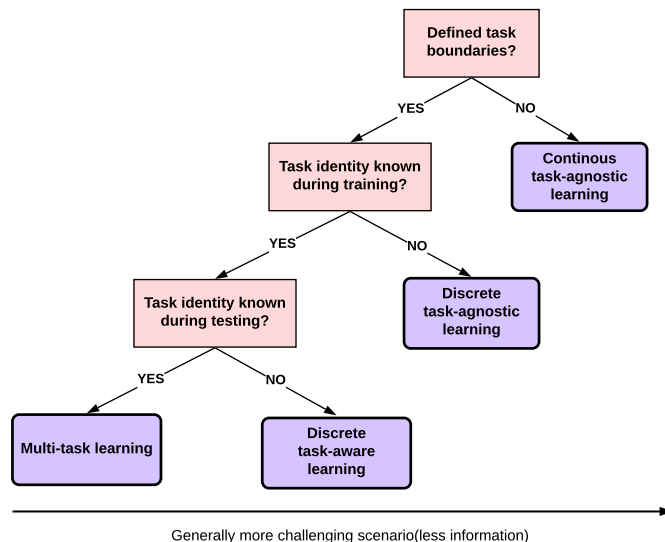 Defined task
boundaries?
YES
NO
Task identity known
during training?
Continous
task-agnostic
learning
YES
NO
Task identity known
during testing?
Discrete
task-agnostic
learning
YES
NO
Multi-task learning
Discrete
task-aware
learning
Generally more challenging scenario(less information)